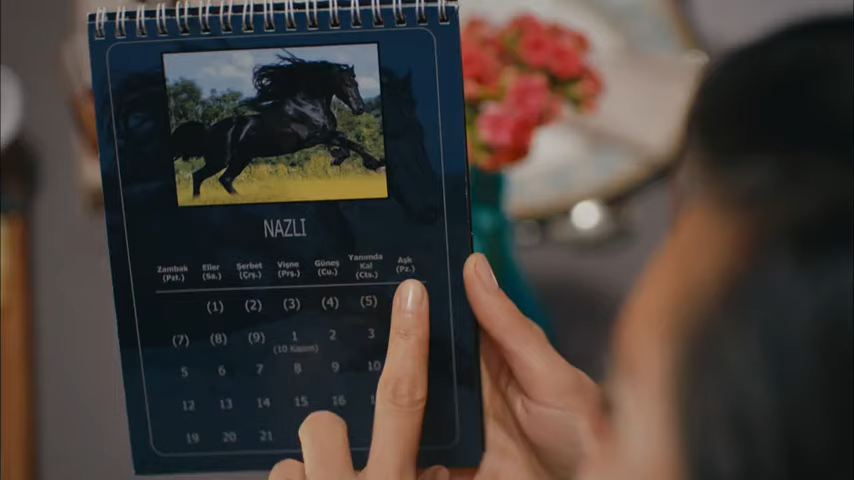 NAZLI
Zambak Eller Şerbet Vişne Güneş Yanımda Kal Aşk
(Pat.) (Sa.) (Çrş.) (Prş.) (Cu.) (Cts.) (Pz.)
(1) (2) (3) (4) (5)
(7) (8) (9) 1 2 3
(10 Kasım)
5 6 7 8 9 10
12 13 14 15 16
19 20 21